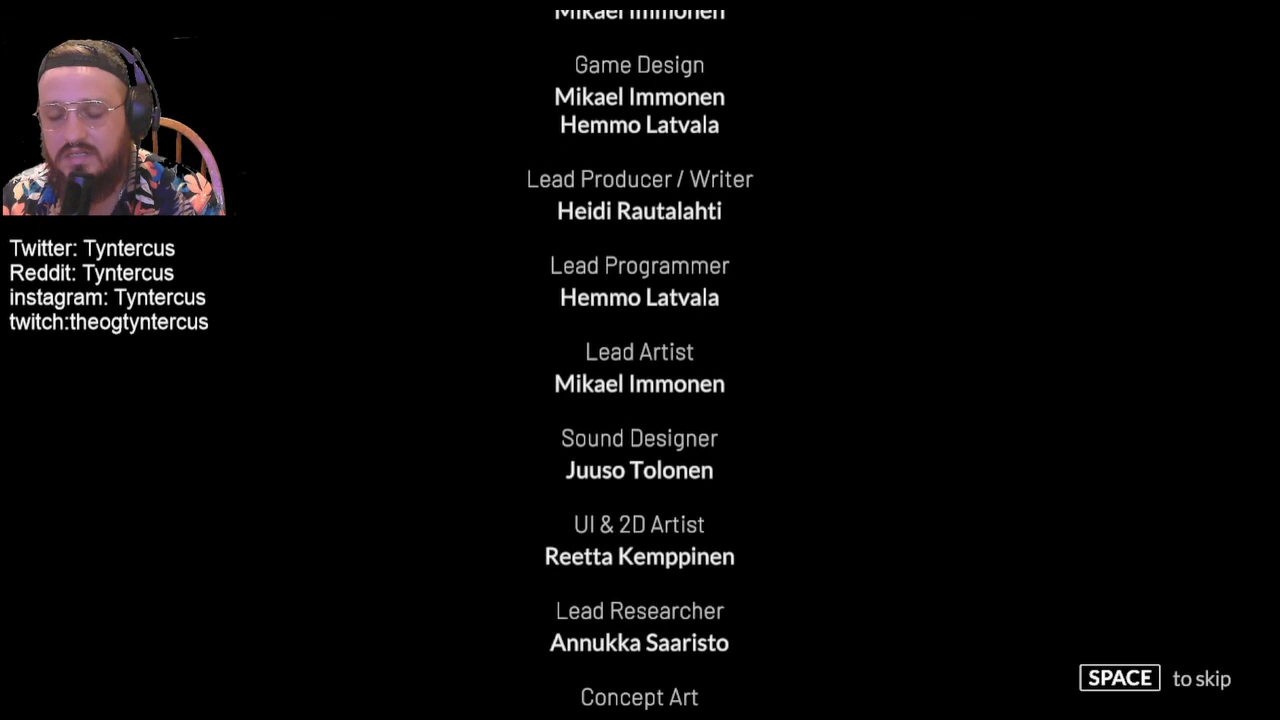 Mikael Immonen
Game Design
Mikael Immonen
Hemmo Latvala
Lead Producer / Writer
Heidi Rautalahti
Lead Programmer
Hemmo Latvala
Lead Artist
Mikael Immonen
Sound Designer
Juuso Tolonen
UI & 2D Artist
Reetta Kemppinen
Lead Researcher
Annukka Saaristo
Concept Art
Twitter: Tyntercus
Reddit: Tyntercus
instagram: Tyntercus
twitch:theogtyntercus
SPACE to skip